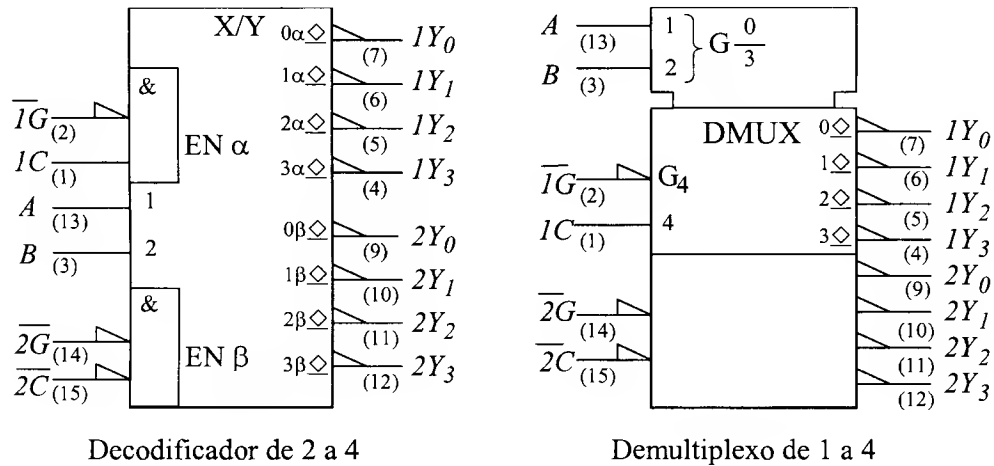 X/Y
&
1G (2)
1C (1)
EN α
A (13) 1
B (3) 2
&
2G (14)
2C (15)
EN β
0α◇ (7) 1Y0
1α◇ (6) 1Y1
2α◇ (5) 1Y2
3α◇ (4) 1Y3
0β◇ (9) 2Y0
1β◇ (10) 2Y1
2β◇ (11) 2Y2
3β◇ (12) 2Y3
Decodificador de 2 a 4
A (13) 1
B (3) 2
} G 0/3
DMUX
1G (2) G4
1C (1) 4
2G (14)
2C (15)
0◇ (7) 1Y0
1◇ (6) 1Y1
2◇ (5) 1Y2
3◇ (4) 1Y3
(9) 2Y0
(10) 2Y1
(11) 2Y2
(12) 2Y3
Demultiplexo de 1 a 4